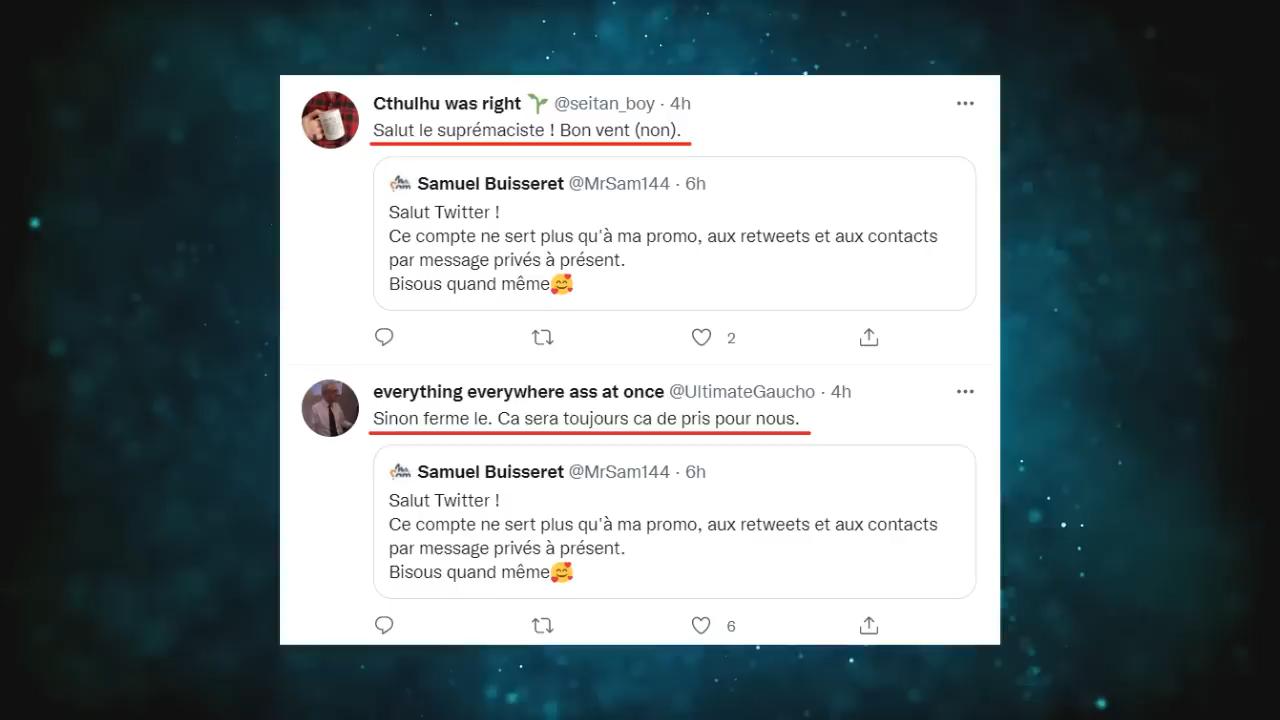 Cthulhu was right 🌱 @seitan_boy · 4h
Salut le suprémaciste ! Bon vent (non).
Samuel Buisseret @MrSam144 · 6h
Salut Twitter !
Ce compte ne sert plus qu'à ma promo, aux retweets et aux contacts
par message privés à présent.
Bisous quand même🥰
2
everything everywhere ass at once @UltimateGaucho · 4h
Sinon ferme le. Ca sera toujours ca de pris pour nous.
Samuel Buisseret @MrSam144 · 6h
Salut Twitter !
Ce compte ne sert plus qu'à ma promo, aux retweets et aux contacts
par message privés à présent.
Bisous quand même🥰
6